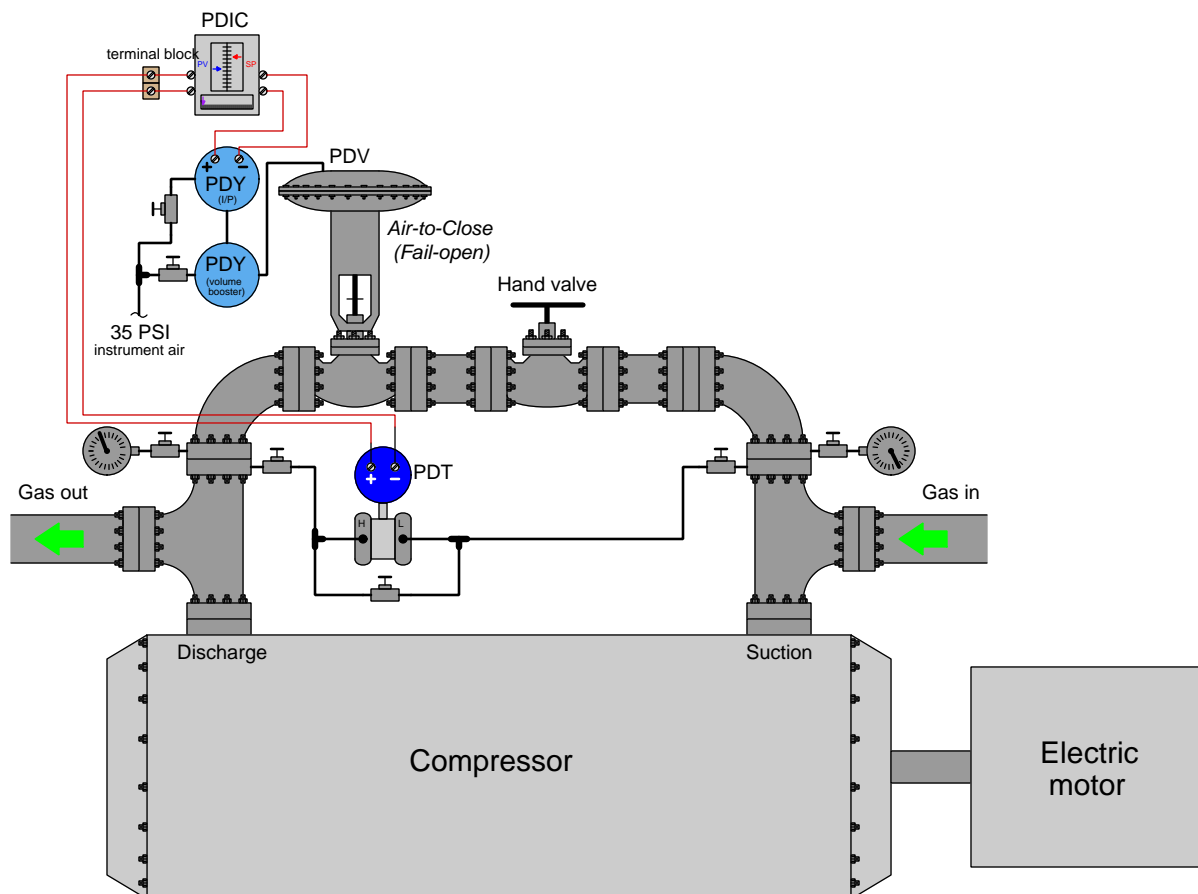 PDIC
terminal block
PV
SP
+
−
PDY
(I/P)
PDV
PDY
(volume
booster)
Air-to-Close
(Fail-open)
Hand valve
35 PSI
instrument air
+
−
PDT
H
L
Gas out
Gas in
Discharge
Suction
Compressor
Electric
motor